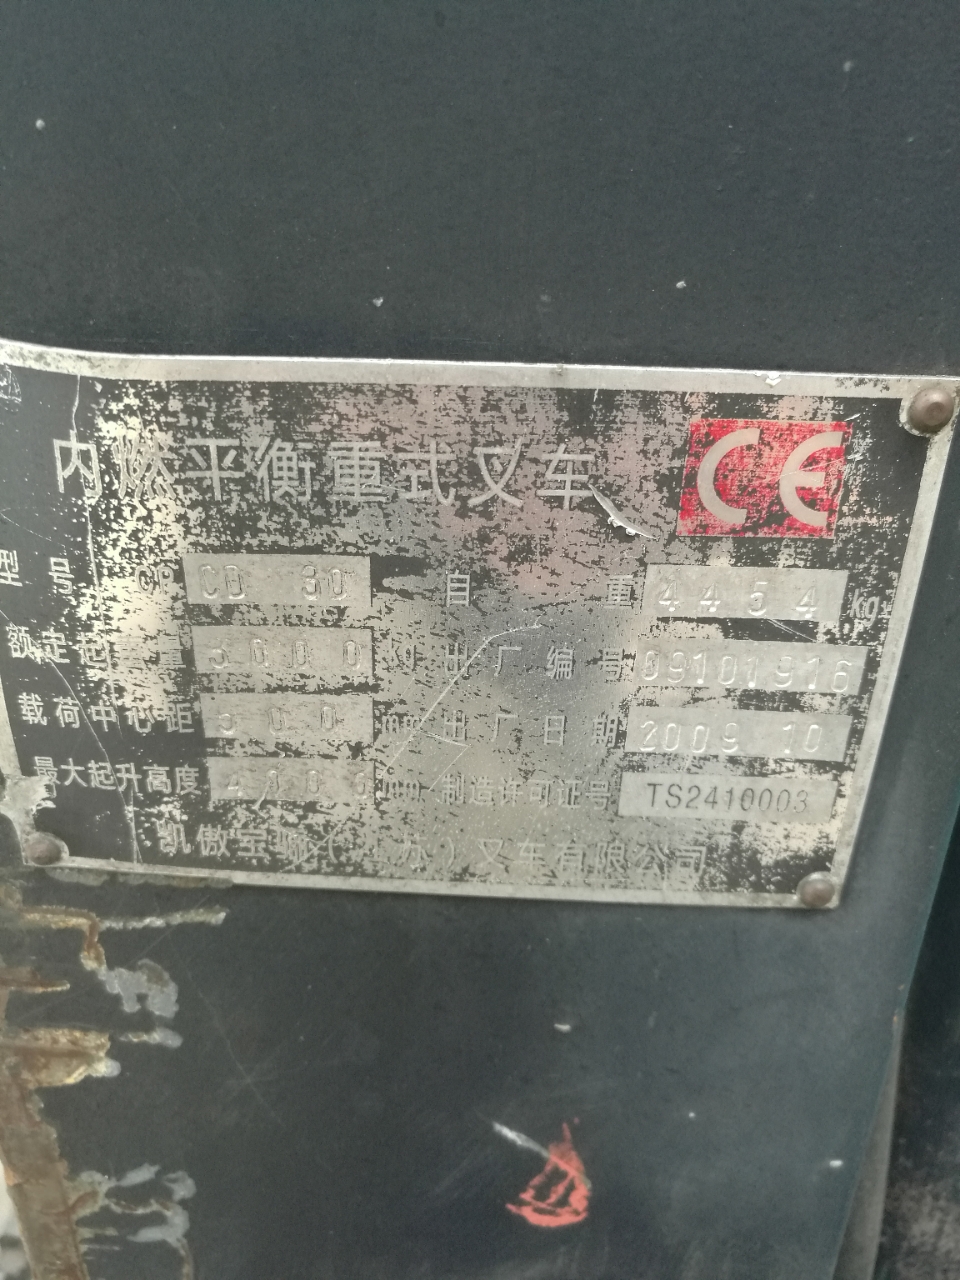 内燃平衡重式叉车 CE
型号 CPCD 30 自重 4454 kg
额定起重量 3000 kg 出厂编号 09101916
载荷中心距 500 mm 出厂日期 2009 10
最大起升高度 4000 mm 制造许可证号 TS2410003
凯傲宝骊(江苏)叉车有限公司